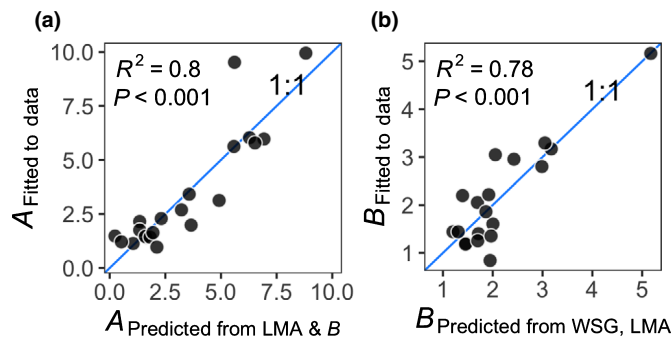 (a)
R² = 0.8
P < 0.001
1:1
A Fitted to data
10.0
7.5
5.0
2.5
0.0
0.0 2.5 5.0 7.5 10.0
A Predicted from LMA & B
(b)
R² = 0.78
P < 0.001
1:1
B Fitted to data
5
4
3
2
1
1 2 3 4 5
B Predicted from WSG, LMA